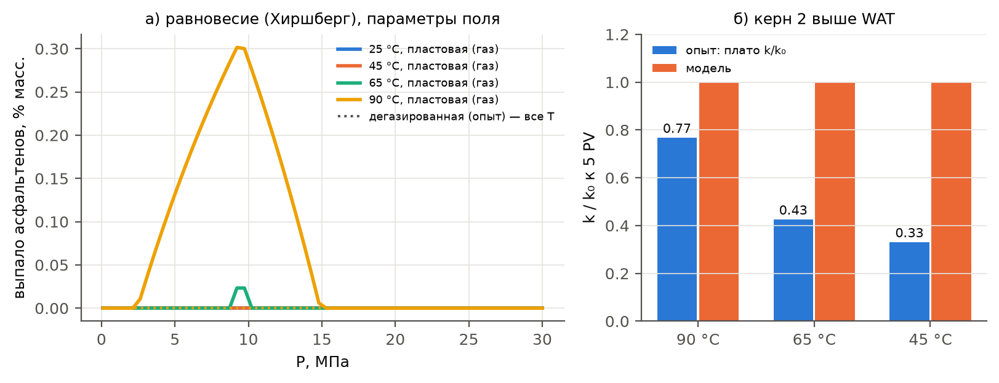 а) равновесие (Хиршберг), параметры поля
выпало асфальтенов, % масс.
0.30
0.25
0.20
0.15
0.10
0.05
0.00
25 °C, пластовая (газ)
45 °C, пластовая (газ)
65 °C, пластовая (газ)
90 °C, пластовая (газ)
дегазированная (опыт) — все T
0 5 10 15 20 25 30
P, МПа
б) керн 2 выше WAT
k / k₀ к 5 PV
1.2
1.0
0.8
0.6
0.4
0.2
0.0
опыт: плато k/k₀
модель
0.77
0.43
0.33
90 °C 65 °C 45 °C